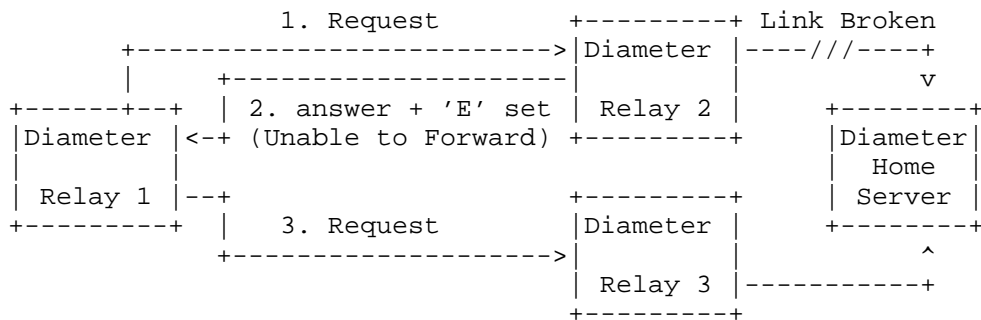 1. Request
Link Broken
Diameter
Relay 2
2. answer + 'E' set
(Unable to Forward)
Diameter
Relay 1
Diameter
Home
Server
3. Request
Diameter
Relay 3